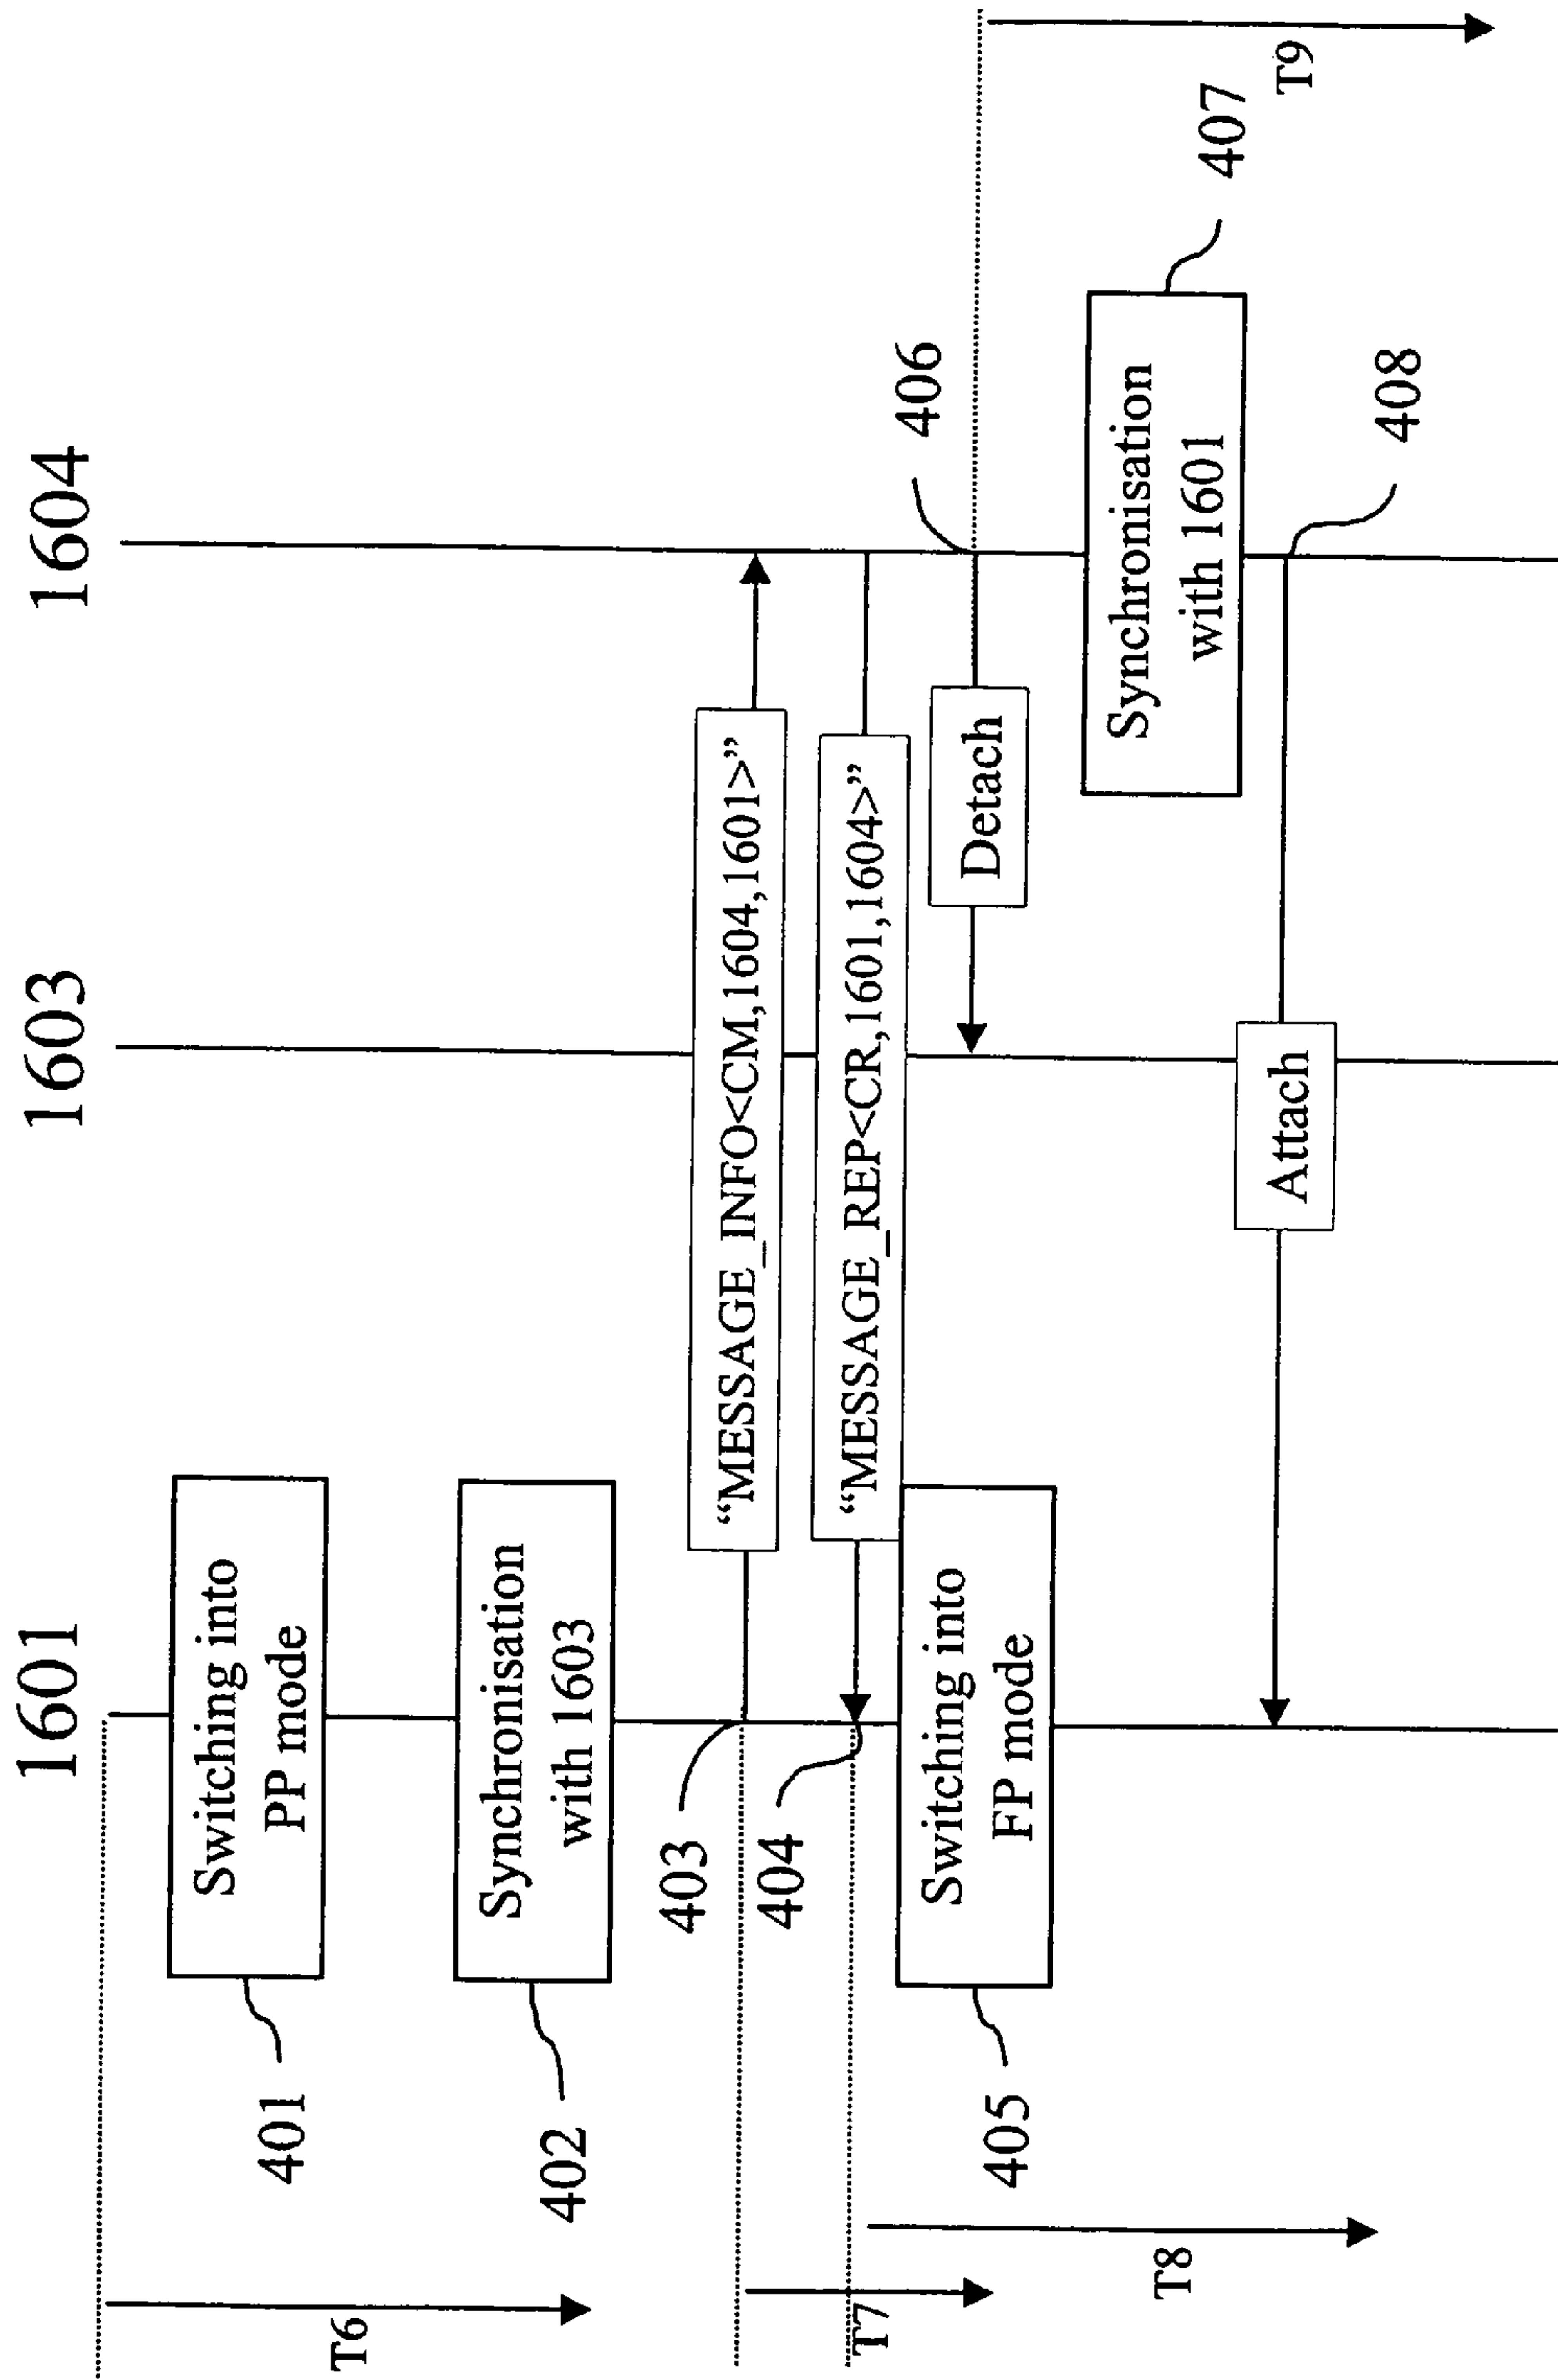 1601
1603
1604
Switching into
PP mode
401
Synchronisation
with 1603
402
T6
403
“MESSAGE_INFO<CM,1604,1601>”
404
“MESSAGE_REP<CR,1601,1604>”
T7
Switching into
FP mode
405
T8
406
Detach
Synchronisation
with 1601
407
408
Attach
T9